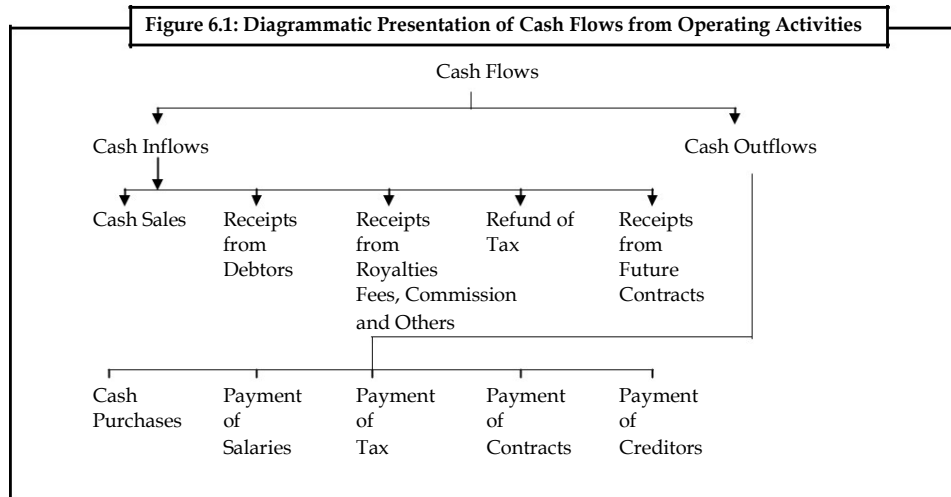 Figure 6.1: Diagrammatic Presentation of Cash Flows from Operating Activities
Cash Flows
Cash Inflows
Cash Outflows
Cash Sales
Receipts
from
Debtors
Receipts
from
Royalties
Fees, Commission
and Others
Refund of
Tax
Receipts
from
Future
Contracts
Cash
Purchases
Payment
of
Salaries
Payment
of
Tax
Payment
of
Contracts
Payment
of
Creditors